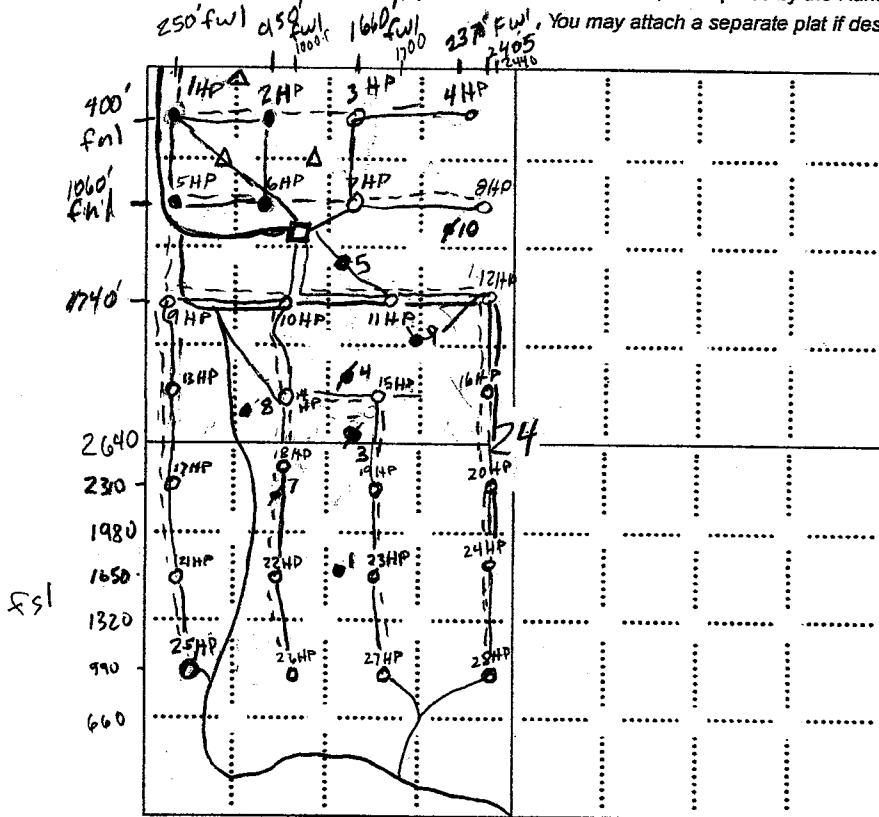 250' fwl 950' fwl 1660' fwl 2405'
1000' 1700 2440
You may attach a separate plat if des
1HP 2HP 3HP 4HP
400' fnl
5HP 6HP 7HP 8HP
1060' fnl
10
5
12HP
1740'
9HP 10HP 11HP
9
13HP 4 15HP 16HP
8 14HP
2640 24
3
17HP 18HP 19HP 20HP
2310
7
1980
21HP 22HP 1 23HP 24HP
1650
fsl
1320
25HP 26HP 27HP 28HP
990
660